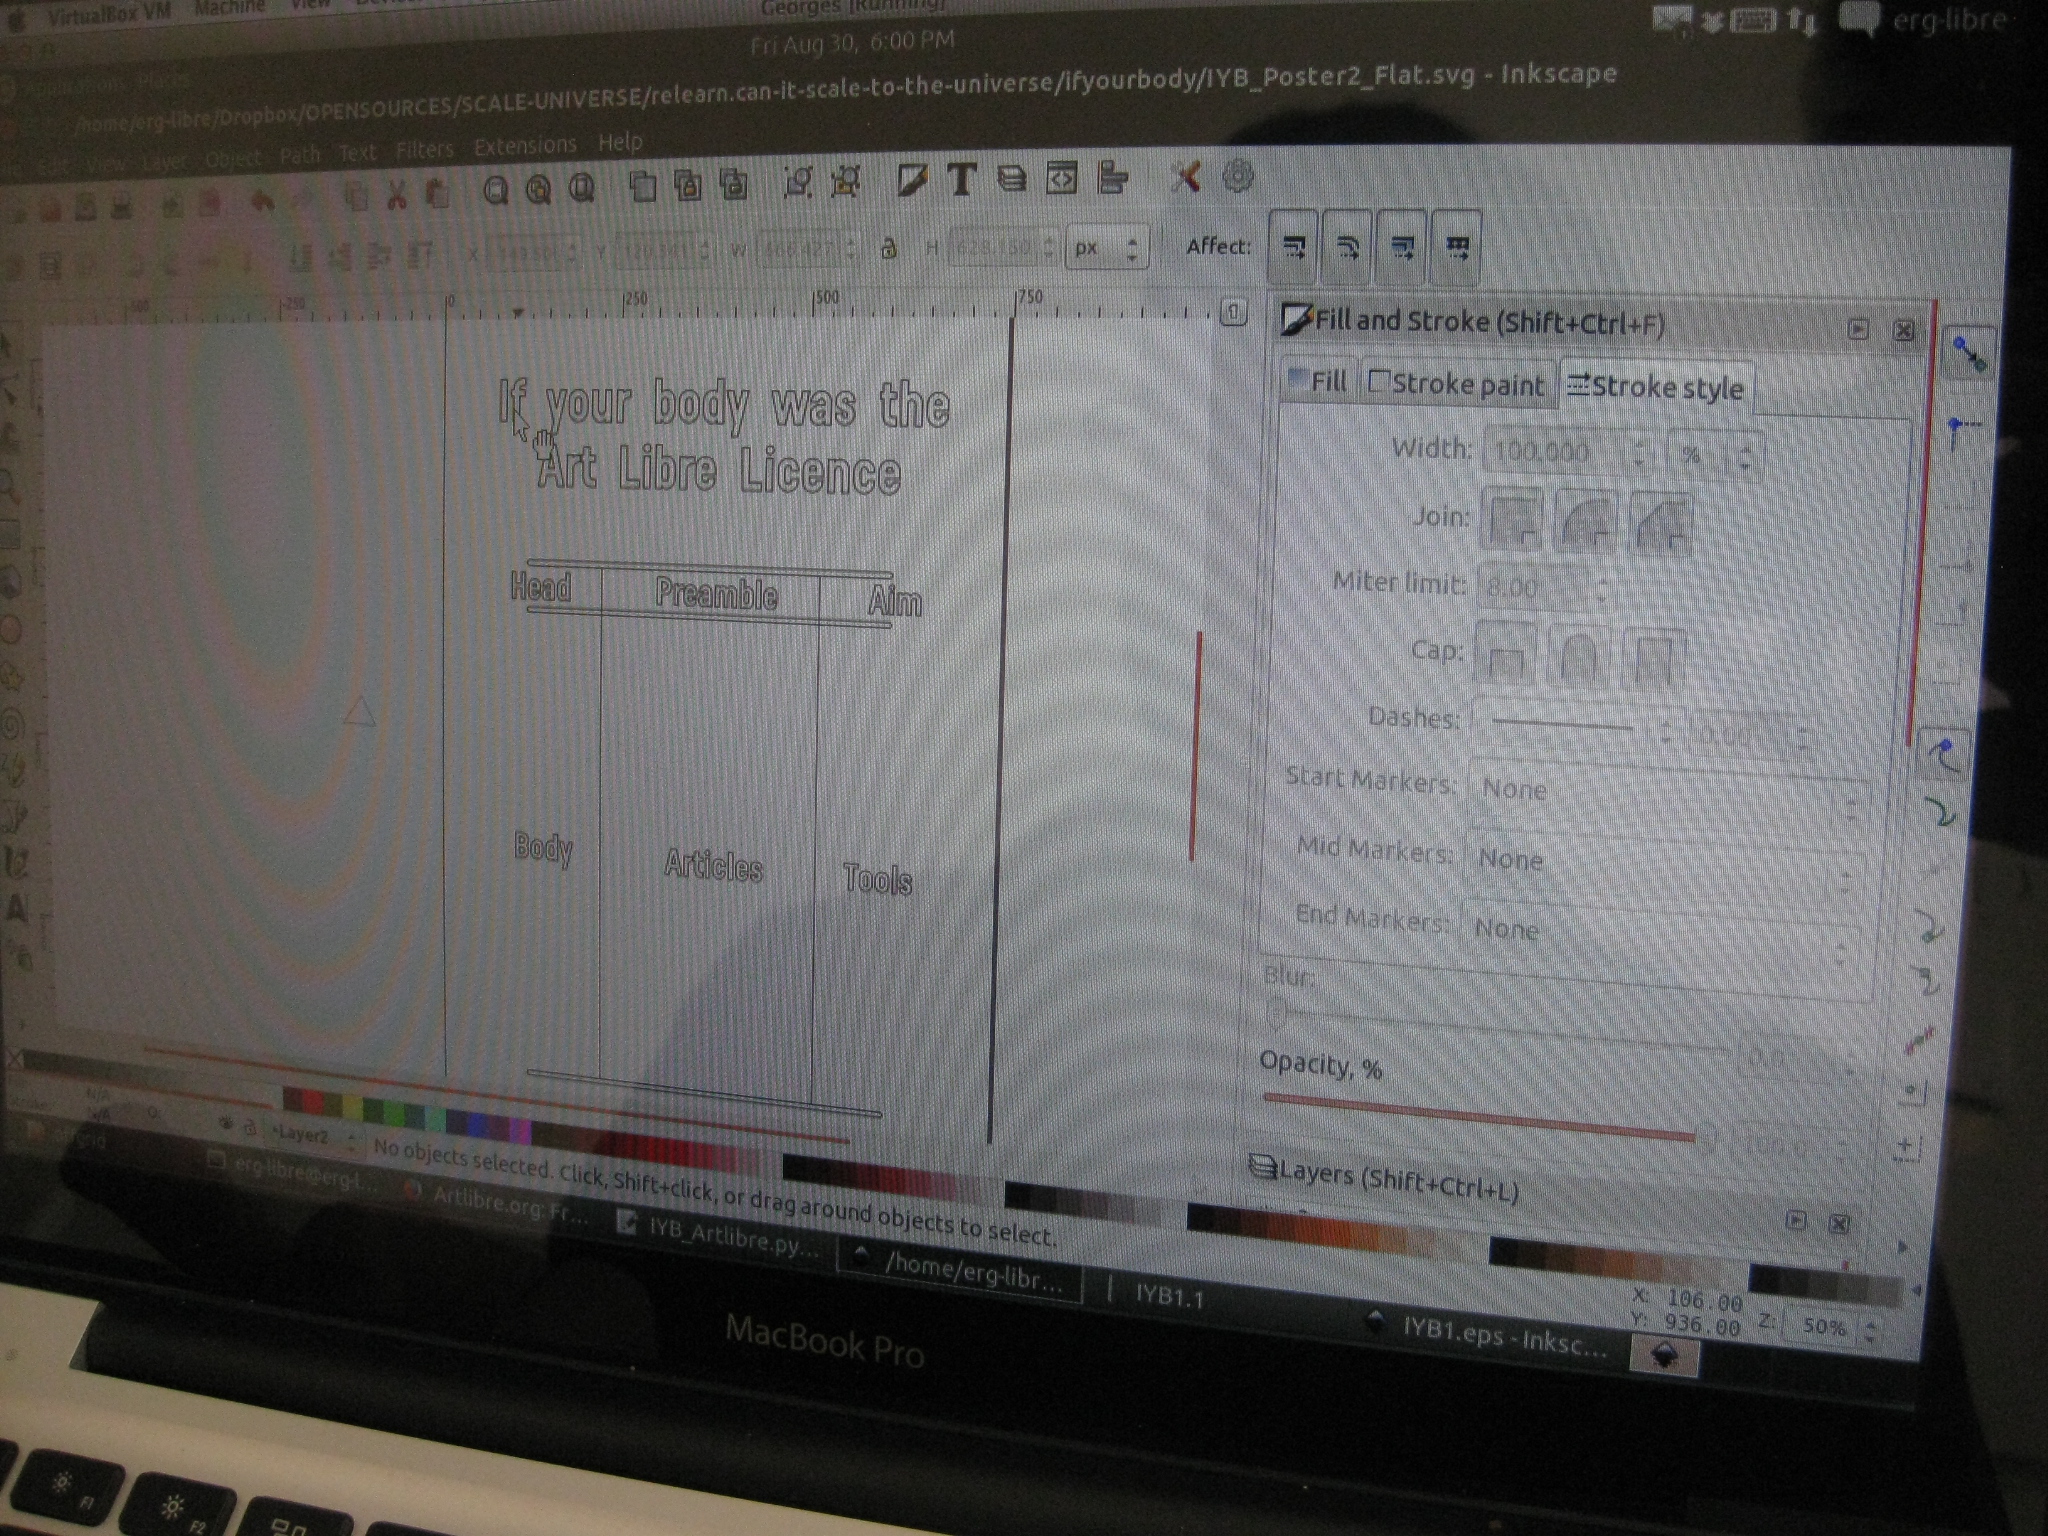 VirtualBox VM Machine View
Georges [Running]
Fri Aug 30, 6:00 PM
erg-libre
/home/erg-libre/Dropbox/OPENSOURCES/SCALE-UNIVERSE/relearn.can-it-scale-to-the-universe/ifyourbody/IYB_Poster2_Flat.svg - Inkscape
Edit View Layer Object Path Text Filters Extensions Help
X Y W H px Affect:
0 250 500 750
If your body was the
Art Libre Licence
Head Preamble Aim
Body Articles Tools
Fill and Stroke (Shift+Ctrl+F)
Fill Stroke paint Stroke style
Width: 100.000 %
Join:
Miter limit: 8.00
Cap:
Dashes:
Start Markers: None
Mid Markers: None
End Markers: None
Blur:
Opacity, %
Layers (Shift+Ctrl+L)
Layer2 No objects selected. Click, Shift+click, or drag around objects to select.
X: 106.00
Y: 936.00
Z: 50%
erg-libre@erg-l... Artlibre.org: Fr... IYB_Artlibre.py... /home/erg-libr... IYB1.1 IYB1.eps - Inksc...
MacBook Pro
F1 F2